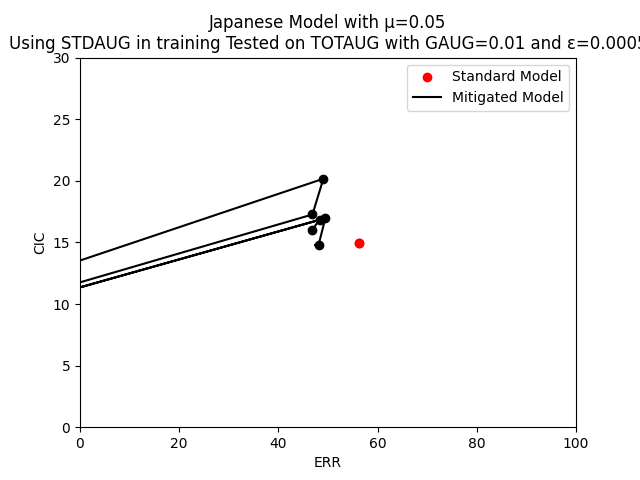 Japanese Model with μ=0.05
Using STDAUG in training Tested on TOTAUG with GAUG=0.01 and ε=0.0005
30
25
20
15
10
5
0
CIC
0 20 40 60 80 100
ERR
Standard Model
Mitigated Model